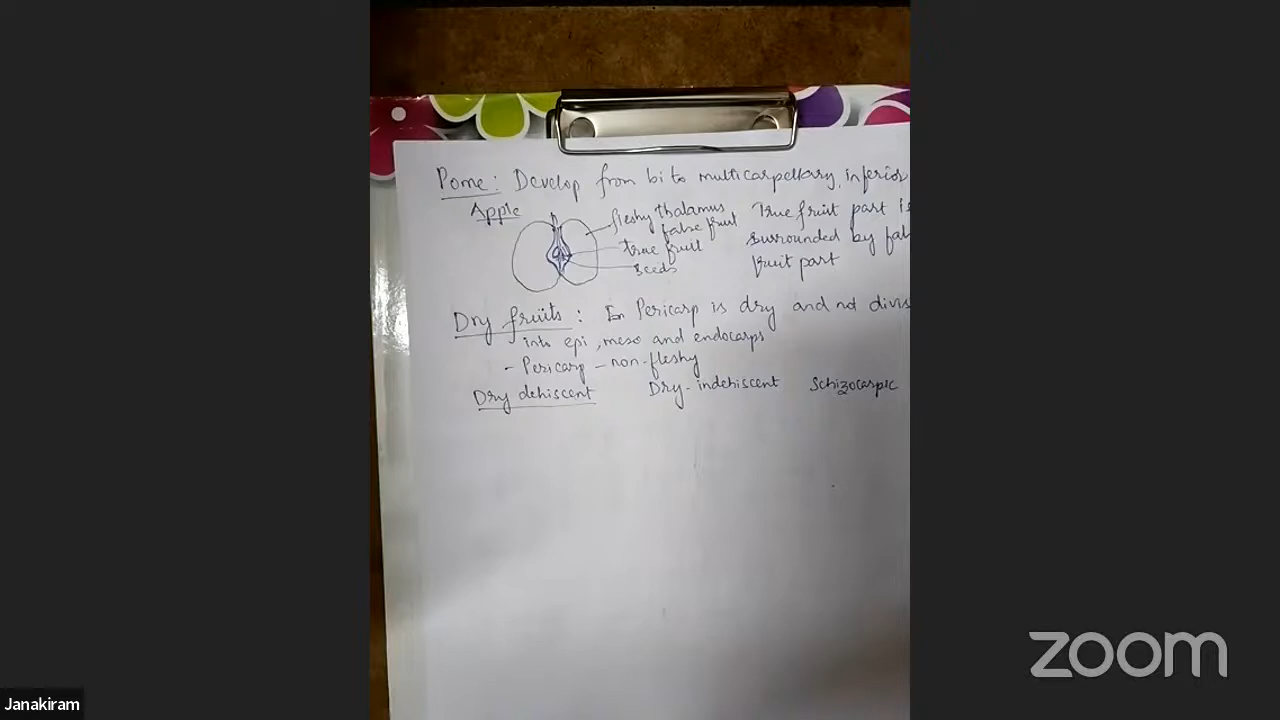 Pome: Develop from bi to multicarpellary, inferior
Apple
fleshy thalamus
false fruit
true fruit
seeds
True fruit part is
surrounded by fal
fruit part
Dry fruits: Pericarp is dry and not divis
into epi, meso and endocarps
- Pericarp - non-fleshy
Dry dehiscent Dry-indehiscent Schizocarpic
zoom
Janakiram